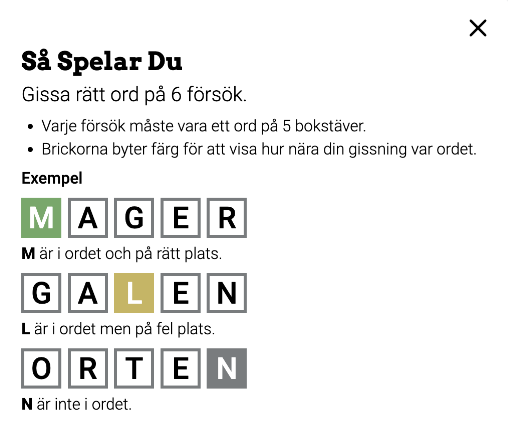 Så Spelar Du
Gissa rätt ord på 6 försök.
• Varje försök måste vara ett ord på 5 bokstäver.
• Brickorna byter färg för att visa hur nära din gissning var ordet.
Exempel
M A G E R
M är i ordet och på rätt plats.
G A L E N
L är i ordet men på fel plats.
O R T E N
N är inte i ordet.